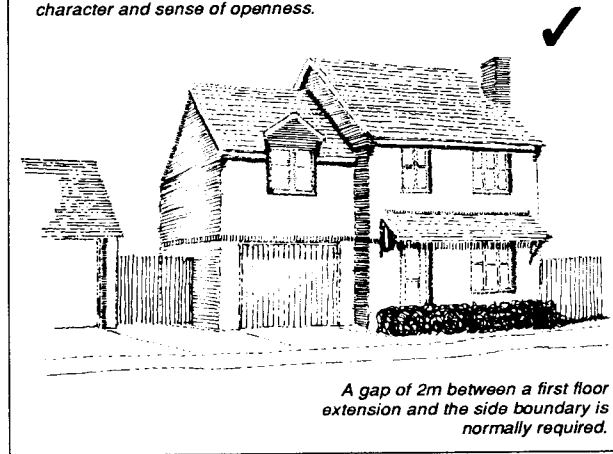 character and sense of openness.
A gap of 2m between a first floor
extension and the side boundary is
normally required.